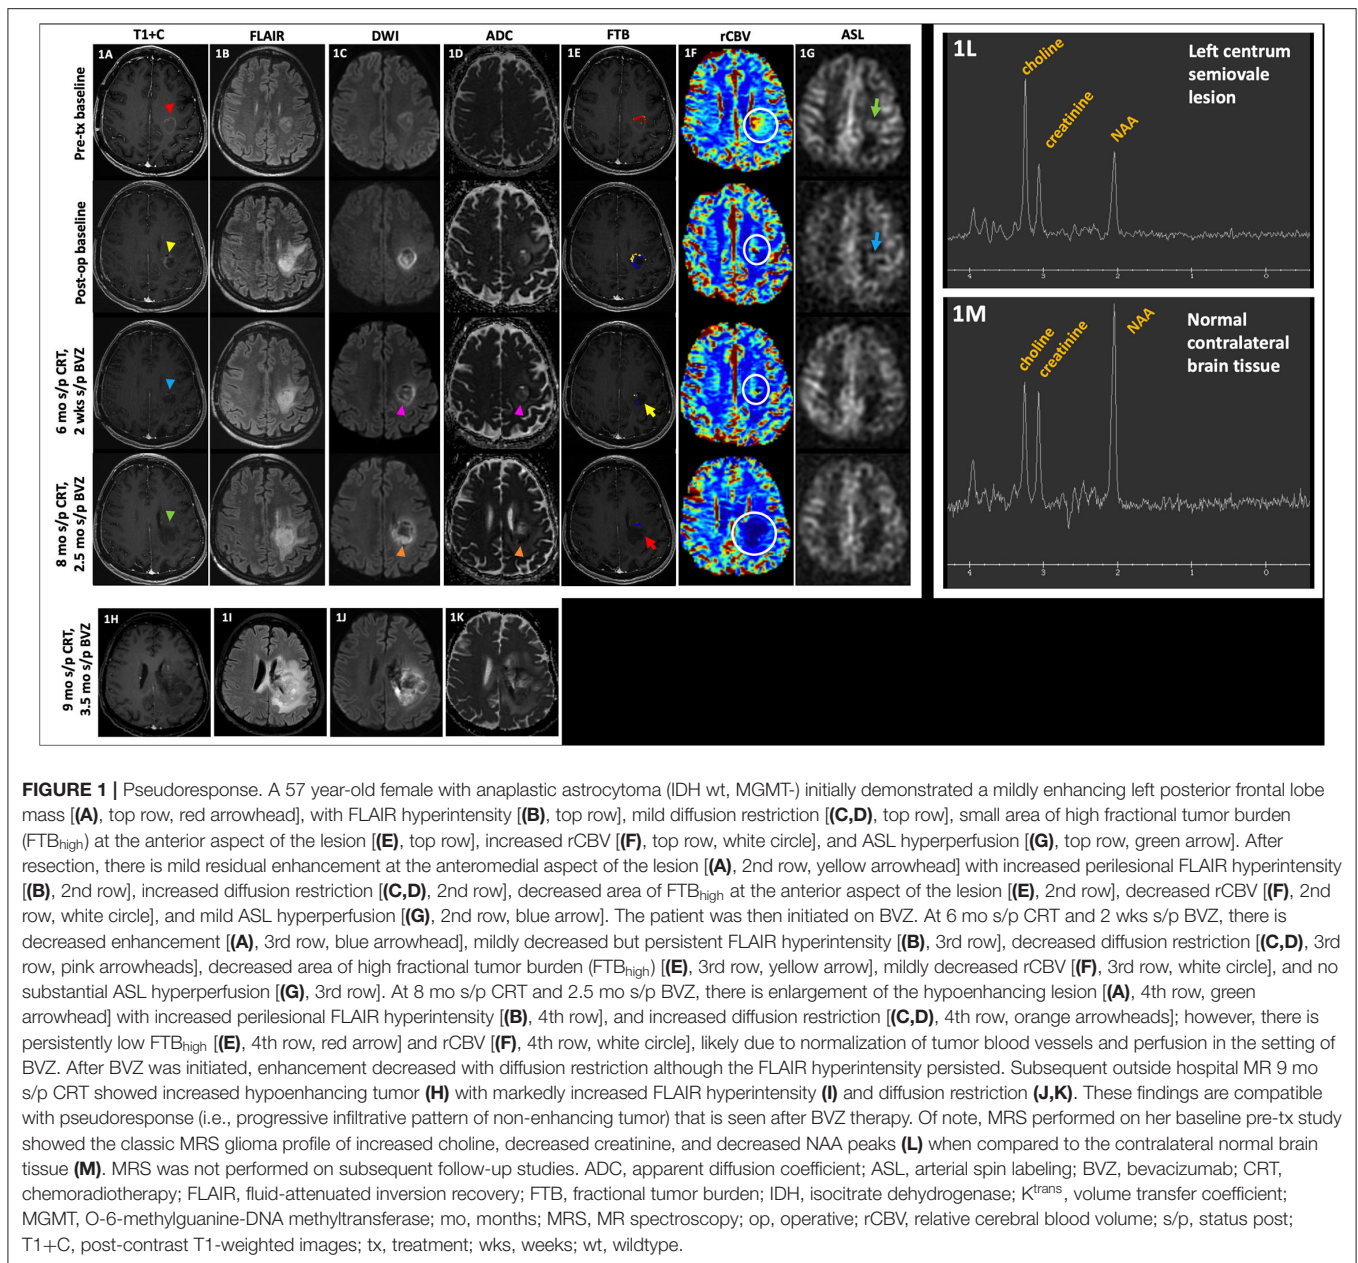 T1+C FLAIR DWI ADC FTB rCBV ASL
Pre-tx baseline
1A 1B 1C 1D 1E 1F 1G
Post-op baseline
6 mo s/p CRT,
2 wks s/p BVZ
8 mo s/p CRT,
2.5 mo s/p BVZ
9 mo s/p CRT,
3.5 mo s/p BVZ
1H 1I 1J 1K
1L
Left centrum
semiovale
lesion
choline
creatinine
NAA
4 3 2 1 0
1M
Normal
contralateral
brain tissue
choline
creatinine
NAA
4 3 2 1 0
FIGURE 1 | Pseudoresponse. A 57 year-old female with anaplastic astrocytoma (IDH wt, MGMT-) initially demonstrated a mildly enhancing left posterior frontal lobe
mass [(A), top row, red arrowhead], with FLAIR hyperintensity [(B), top row], mild diffusion restriction [(C,D), top row], small area of high fractional tumor burden
(FTBhigh) at the anterior aspect of the lesion [(E), top row], increased rCBV [(F), top row, white circle], and ASL hyperperfusion [(G), top row, green arrow]. After
resection, there is mild residual enhancement at the anteromedial aspect of the lesion [(A), 2nd row, yellow arrowhead] with increased perilesional FLAIR hyperintensity
[(B), 2nd row], increased diffusion restriction [(C,D), 2nd row], decreased area of FTBhigh at the anterior aspect of the lesion [(E), 2nd row], decreased rCBV [(F), 2nd
row, white circle], and mild ASL hyperperfusion [(G), 2nd row, blue arrow]. The patient was then initiated on BVZ. At 6 mo s/p CRT and 2 wks s/p BVZ, there is
decreased enhancement [(A), 3rd row, blue arrowhead], mildly decreased but persistent FLAIR hyperintensity [(B), 3rd row], decreased diffusion restriction [(C,D), 3rd
row, pink arrowheads], decreased area of high fractional tumor burden (FTBhigh) [(E), 3rd row, yellow arrow], mildly decreased rCBV [(F), 3rd row, white circle], and no
substantial ASL hyperperfusion [(G), 3rd row]. At 8 mo s/p CRT and 2.5 mo s/p BVZ, there is enlargement of the hypoenhancing lesion [(A), 4th row, green
arrowhead] with increased perilesional FLAIR hyperintensity [(B), 4th row], and increased diffusion restriction [(C,D), 4th row, orange arrowheads]; however, there is
persistently low FTBhigh [(E), 4th row, red arrow] and rCBV [(F), 4th row, white circle], likely due to normalization of tumor blood vessels and perfusion in the setting of
BVZ. After BVZ was initiated, enhancement decreased with diffusion restriction although the FLAIR hyperintensity persisted. Subsequent outside hospital MR 9 mo
s/p CRT showed increased hypoenhancing tumor (H) with markedly increased FLAIR hyperintensity (I) and diffusion restriction (J,K). These findings are compatible
with pseudoresponse (i.e., progressive infiltrative pattern of non-enhancing tumor) that is seen after BVZ therapy. Of note, MRS performed on her baseline pre-tx study
showed the classic MRS glioma profile of increased choline, decreased creatinine, and decreased NAA peaks (L) when compared to the contralateral normal brain
tissue (M). MRS was not performed on subsequent follow-up studies. ADC, apparent diffusion coefficient; ASL, arterial spin labeling; BVZ, bevacizumab; CRT,
chemoradiotherapy; FLAIR, fluid-attenuated inversion recovery; FTB, fractional tumor burden; IDH, isocitrate dehydrogenase; Ktrans, volume transfer coefficient;
MGMT, O-6-methylguanine-DNA methyltransferase; mo, months; MRS, MR spectroscopy; op, operative; rCBV, relative cerebral blood volume; s/p, status post;
T1+C, post-contrast T1-weighted images; tx, treatment; wks, weeks; wt, wildtype.